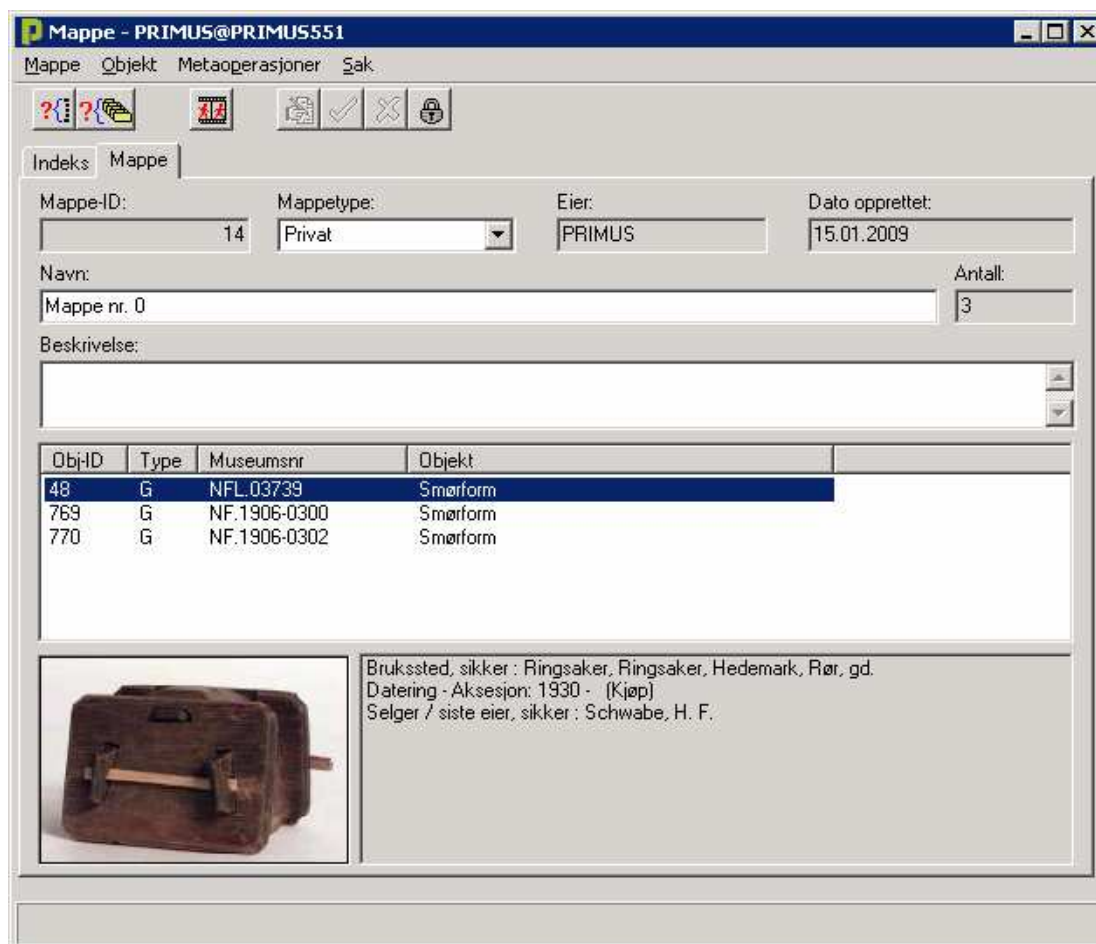 Mappe - PRIMUS@PRIMUS551
Mappe Objekt Metaoperasjoner Sak
Indeks Mappe
Mappe-ID: Mappetype: Eier: Dato opprettet:
14 Privat PRIMUS 15.01.2009
Navn: Antall:
Mappe nr. 0 3
Beskrivelse:
Obj-ID Type Museumsnr Objekt
48 G NFL.03739 Smørform
769 G NF.1906-0300 Smørform
770 G NF.1906-0302 Smørform
Brukssted, sikker : Ringsaker, Ringsaker, Hedemark, Rør, gd.
Datering - Aksesjon: 1930 - (Kjøp)
Selger / siste eier, sikker : Schwabe, H. F.